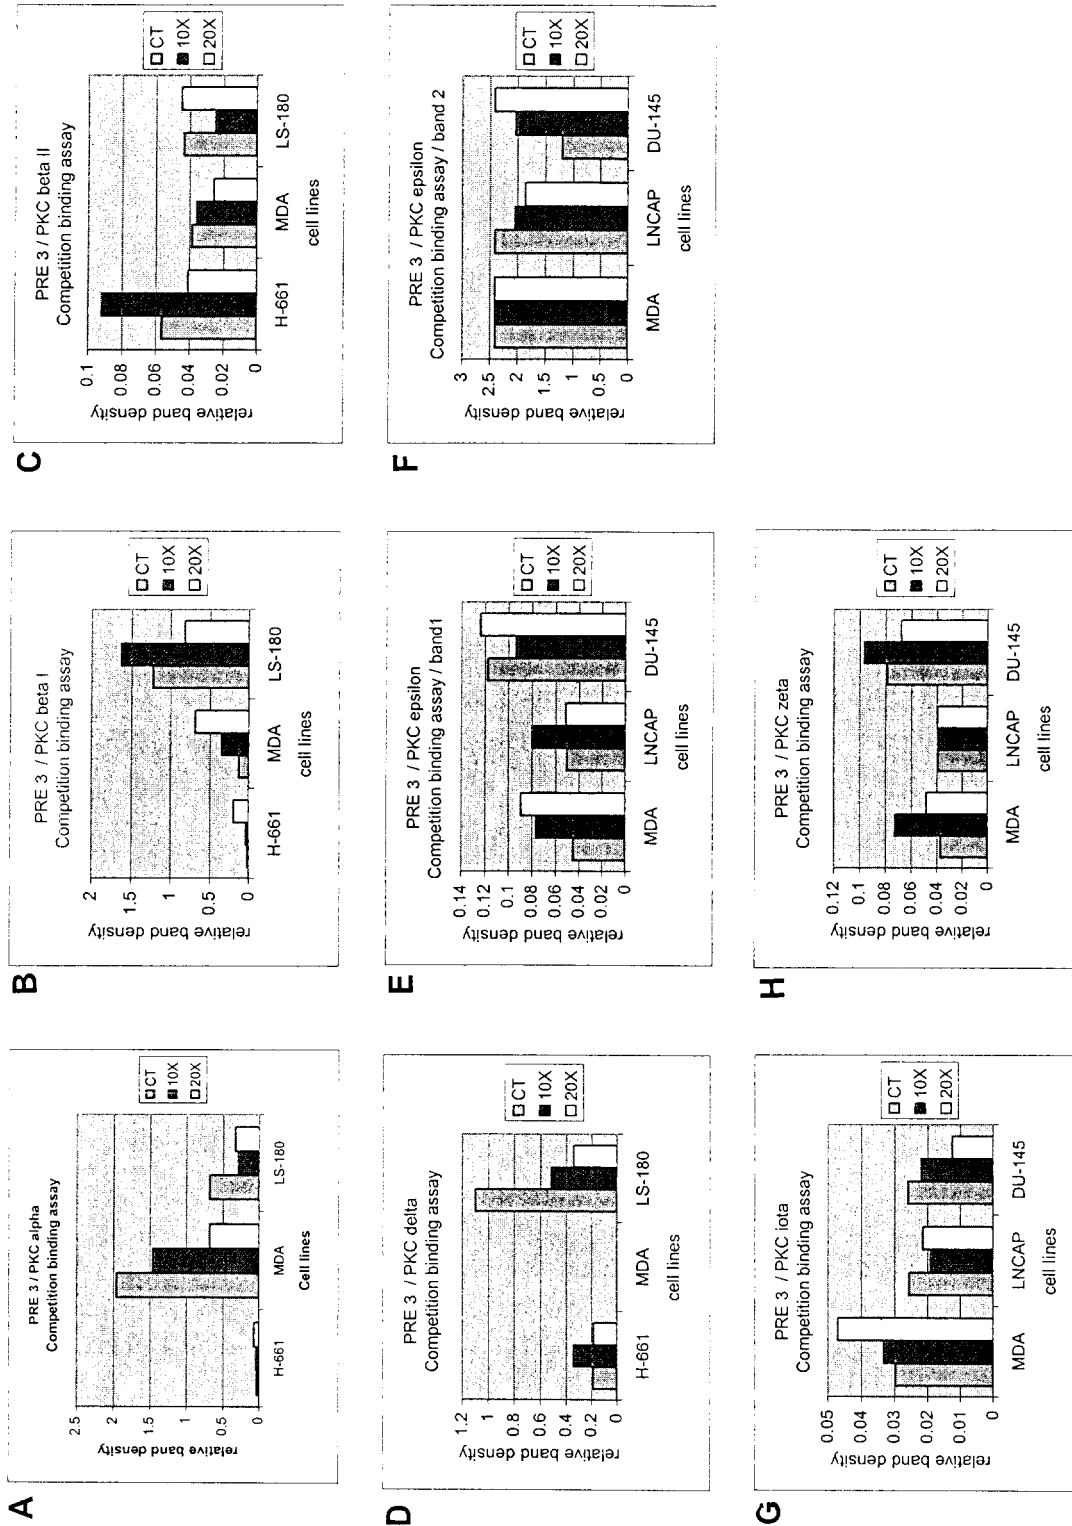 A
PRE 3 / PKC alpha
Competition binding assay
relative band density
2.5
2
1.5
1
0.5
0
H-661
MDA
LS-180
Cell lines
CT
10X
20X
B
PRE 3 / PKC beta I
Competition binding assay
relative band density
2
1.5
1
0.5
0
H-661
MDA
LS-180
cell lines
CT
10X
20X
C
PRE 3 / PKC beta II
Competition binding assay
relative band density
0.1
0.08
0.06
0.04
0.02
0
H-661
MDA
LS-180
cell lines
CT
10X
20X
D
PRE 3 / PKC delta
Competition binding assay
relative band density
1.2
1
0.8
0.6
0.4
0.2
0
H-661
MDA
LS-180
cell lines
CT
10X
20X
E
PRE 3 / PKC epsilon
Competition binding assay / band1
relative band density
0.14
0.12
0.1
0.08
0.06
0.04
0.02
0
MDA
LNCAP
DU-145
cell lines
CT
10X
20X
F
PRE 3 / PKC epsilon
Competition binding assay / band 2
relative band density
3
2.5
2
1.5
1
0.5
0
MDA
LNCAP
DU-145
cell lines
CT
10X
20X
G
PRE 3 / PKC iota
Competition binding assay
relative band density
0.05
0.04
0.03
0.02
0.01
0
MDA
LNCAP
DU-145
cell lines
CT
10X
20X
H
PRE 3 / PKC zeta
Competition binding assay
relative band density
0.12
0.1
0.08
0.06
0.04
0.02
0
MDA
LNCAP
DU-145
cell lines
CT
10X
20X